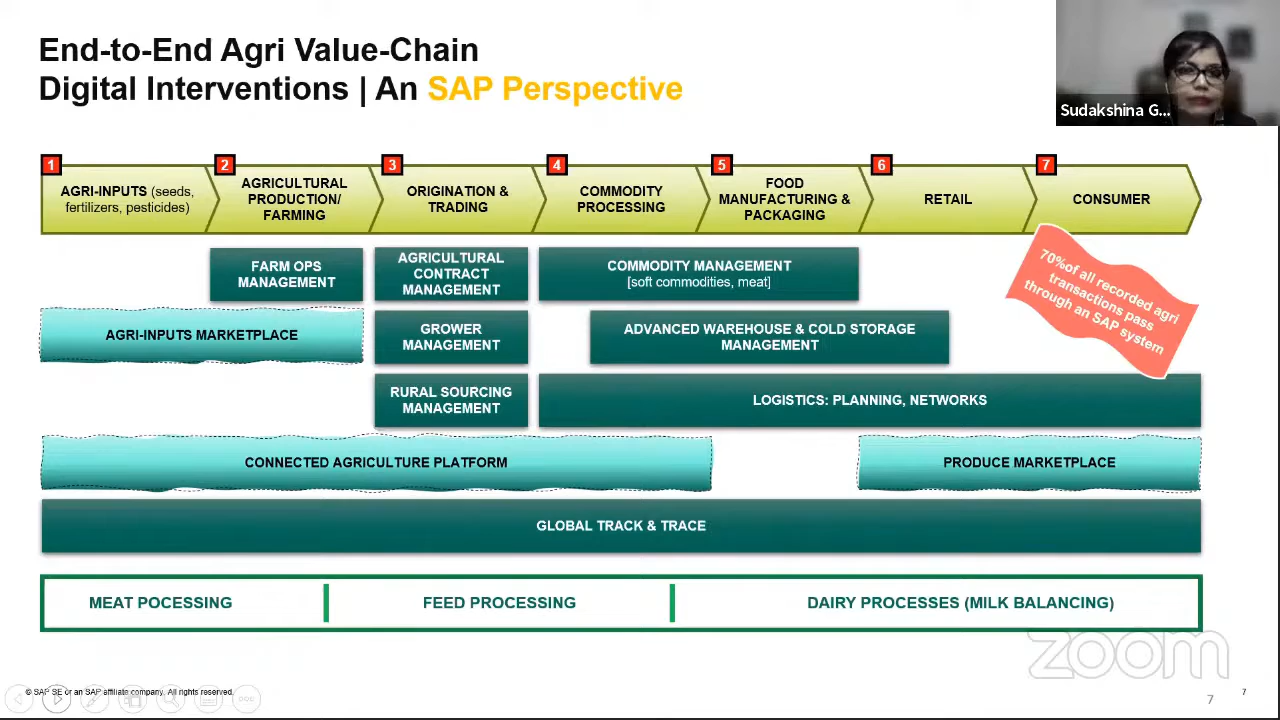 End-to-End Agri Value-Chain
Digital Interventions | An SAP Perspective
Sudakshina G...
1
AGRI-INPUTS (seeds,
fertilizers, pesticides)
2
AGRICULTURAL
PRODUCTION/
FARMING
3
ORIGINATION &
TRADING
4
COMMODITY
PROCESSING
5
FOOD
MANUFACTURING &
PACKAGING
6
RETAIL
7
CONSUMER
FARM OPS
MANAGEMENT
AGRICULTURAL
CONTRACT
MANAGEMENT
COMMODITY MANAGEMENT
[soft commodities, meat]
70%of all recorded agri
transactions pass
through an SAP system
AGRI-INPUTS MARKETPLACE
GROWER
MANAGEMENT
ADVANCED WAREHOUSE & COLD STORAGE
MANAGEMENT
RURAL SOURCING
MANAGEMENT
LOGISTICS: PLANNING, NETWORKS
CONNECTED AGRICULTURE PLATFORM
PRODUCE MARKETPLACE
GLOBAL TRACK & TRACE
MEAT POCESSING
FEED PROCESSING
DAIRY PROCESSES (MILK BALANCING)
zoom
© SAP SE or an SAP affiliate company. All rights reserved.
7
7